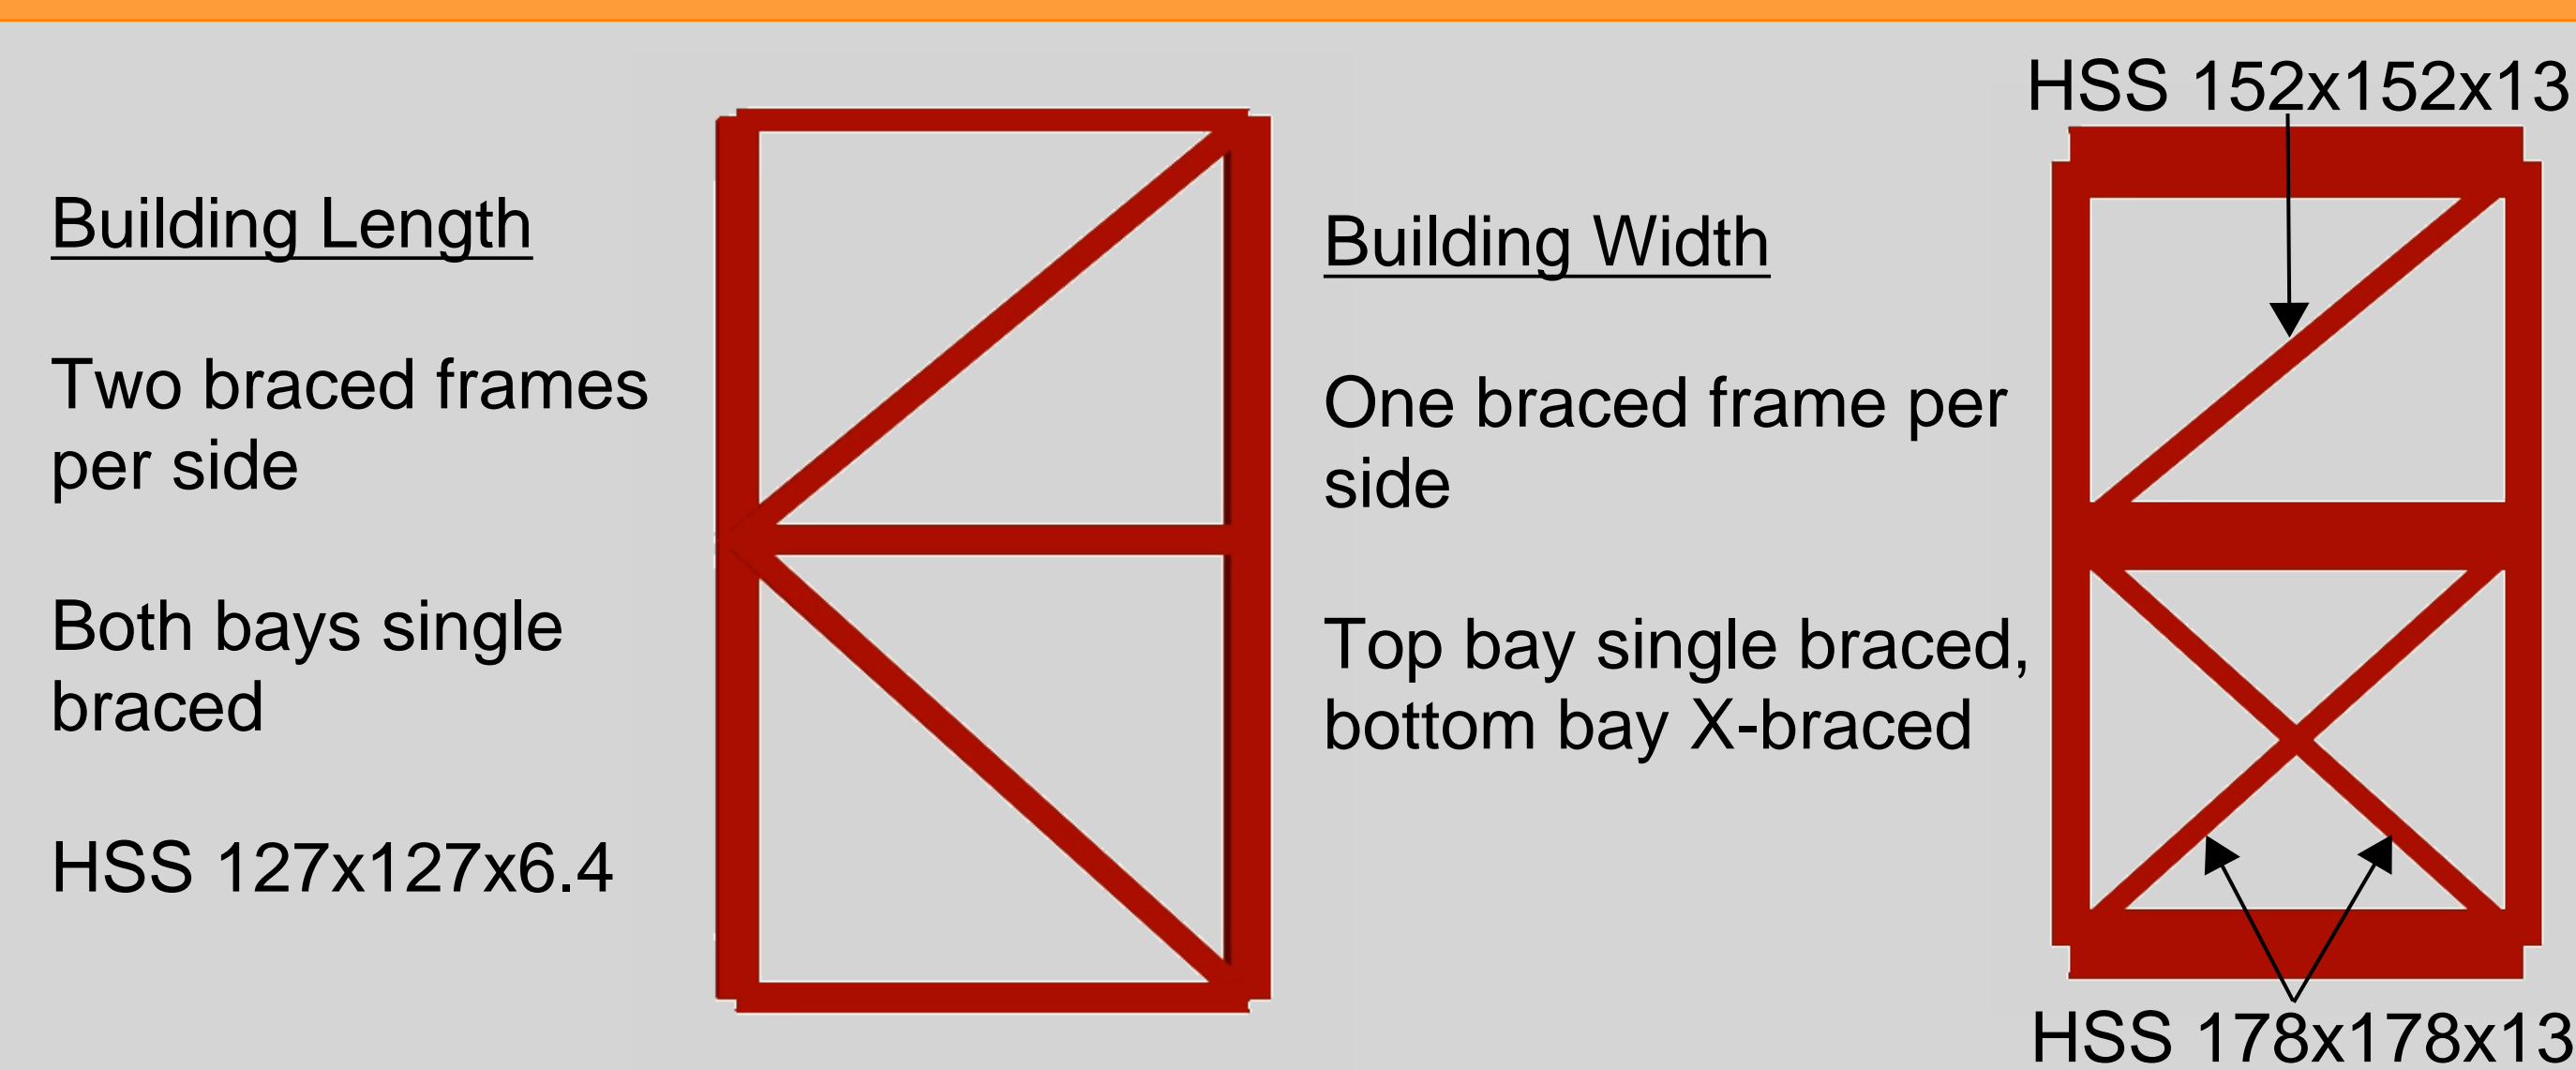 Building Length
Two braced frames
per side
Both bays single
braced
HSS 127x127x6.4
Building Width
One braced frame per
side
Top bay single braced,
bottom bay X-braced
HSS 152x152x13
HSS 178x178x13